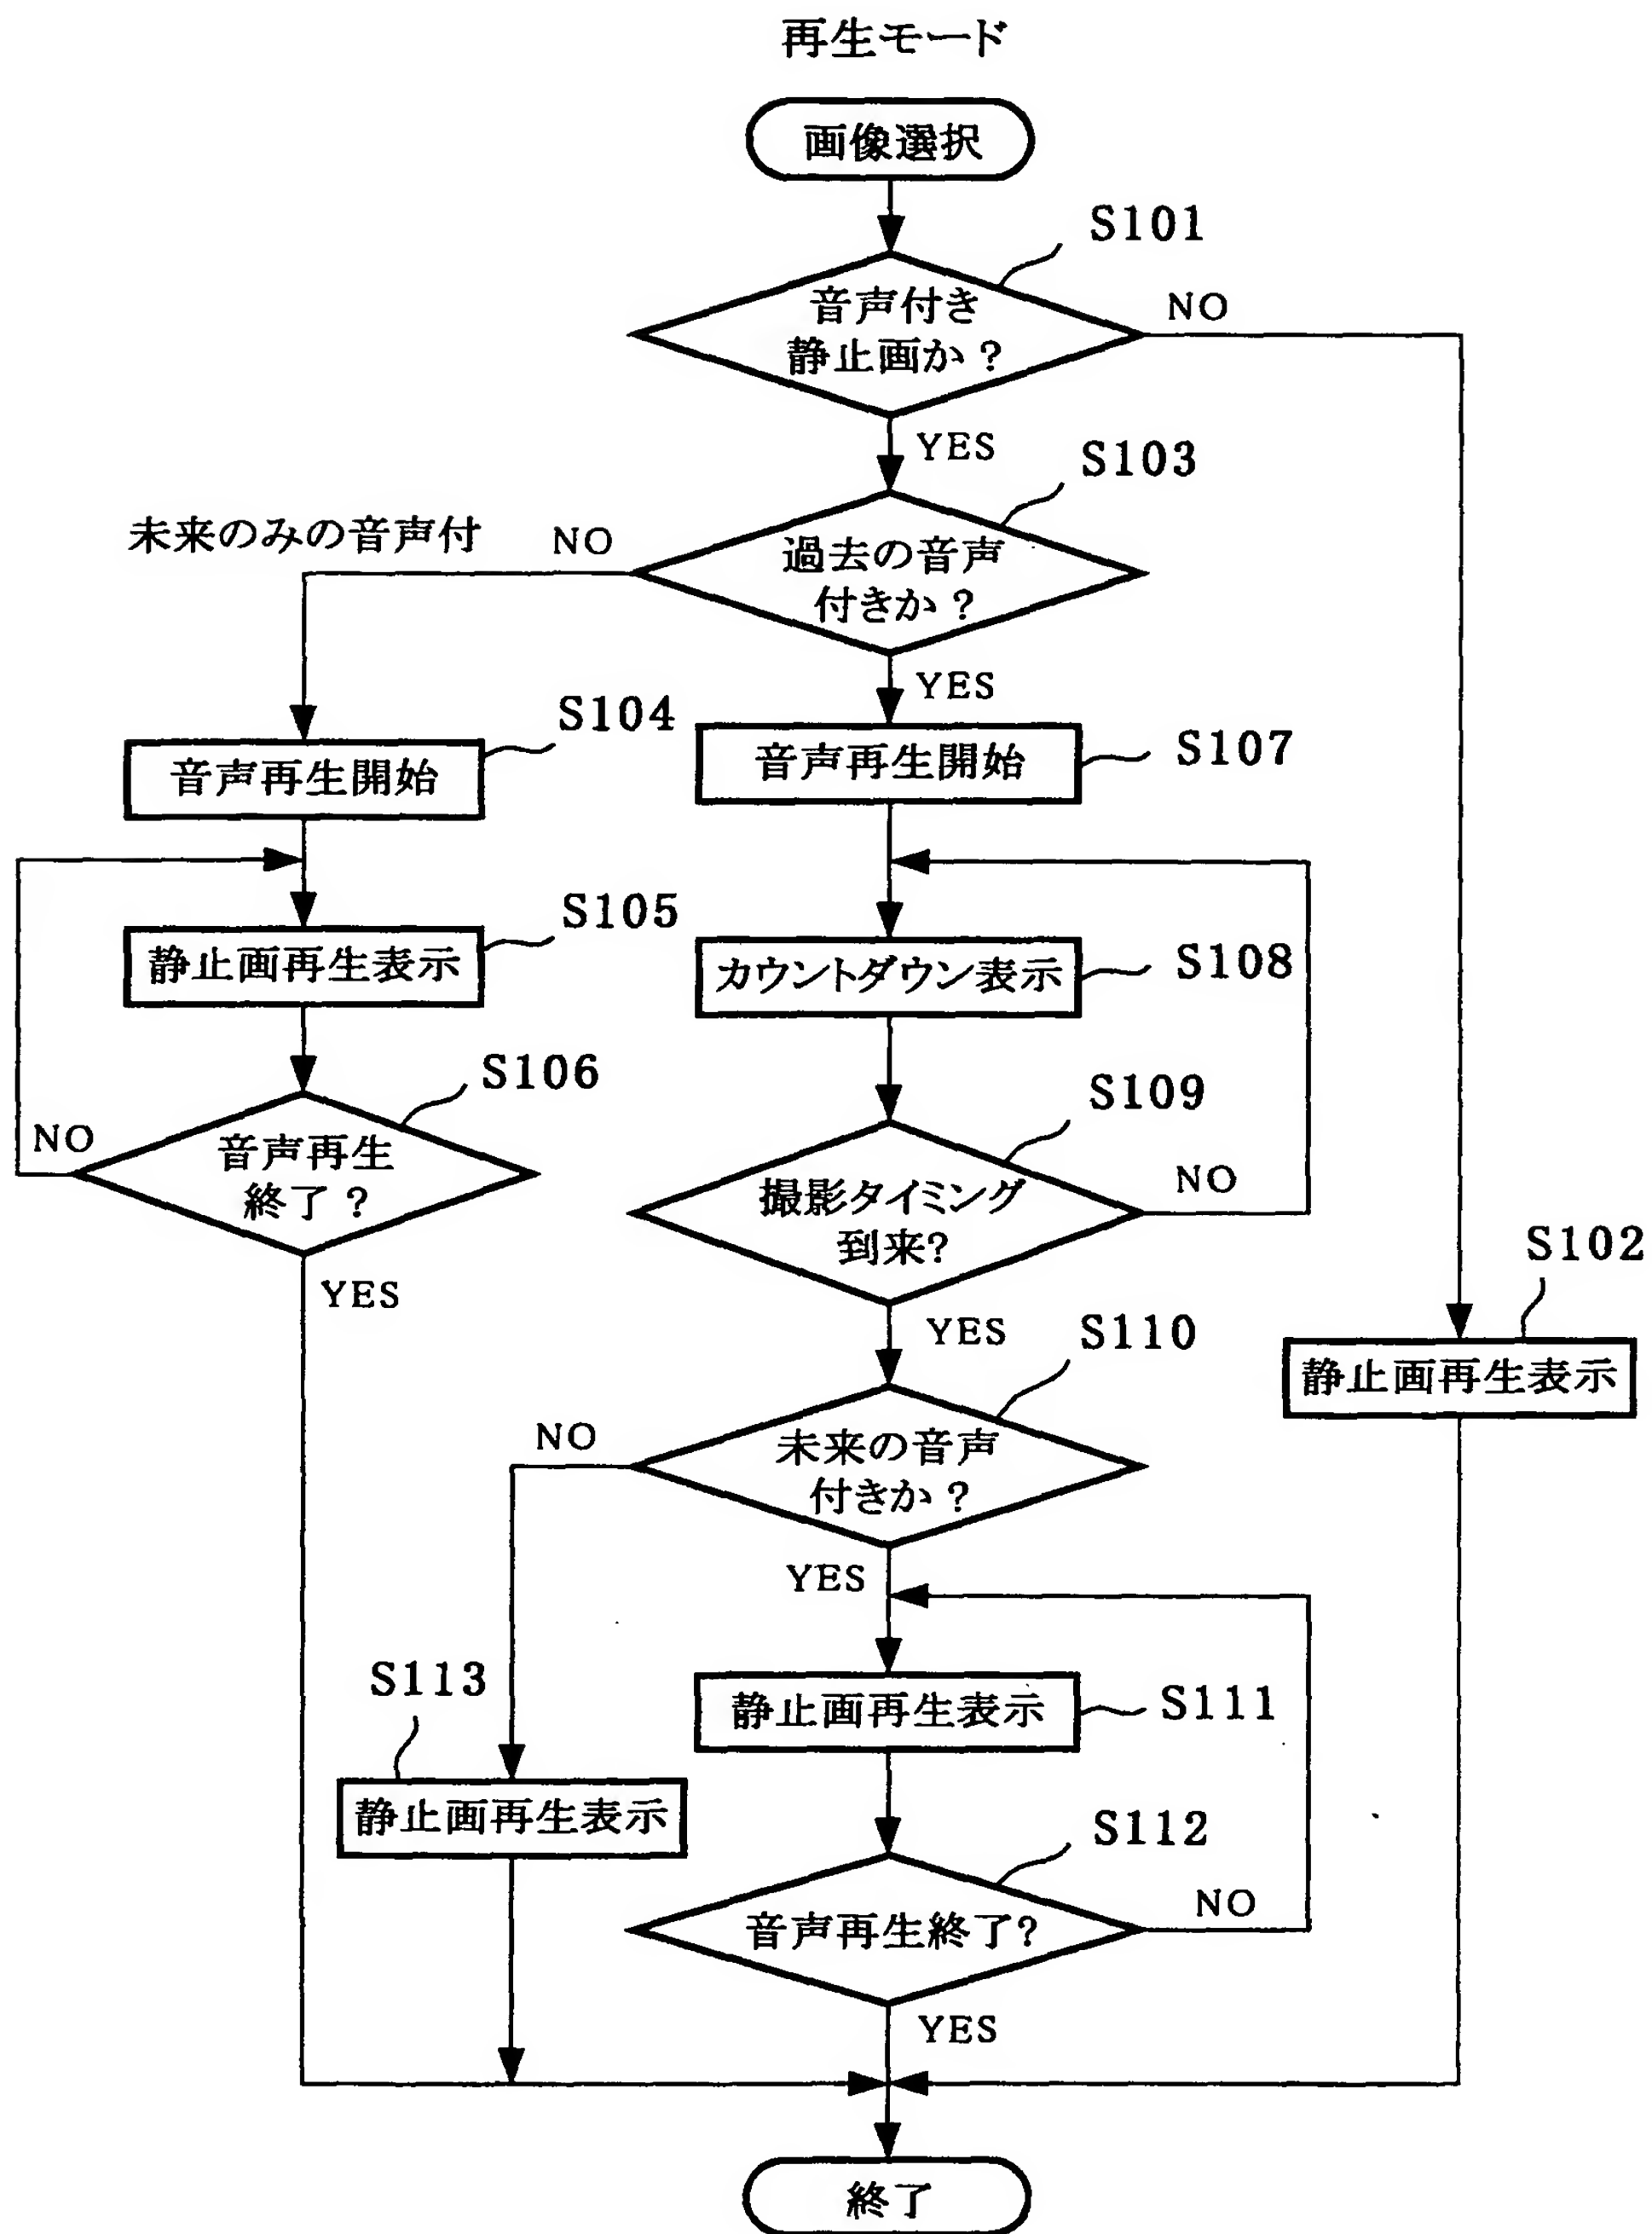 再生モード
画像選択
S101
音声付き
静止画か?
NO
YES
S103
未来のみの音声付
NO
過去の音声
付きか?
YES
S104
音声再生開始
S107
音声再生開始
S105
静止画再生表示
S108
カウントダウン表示
S106
NO
音声再生
終了?
YES
S109
撮影タイミング
到来?
NO
YES
S102
静止画再生表示
S110
NO
未来の音声
付きか?
YES
S113
静止画再生表示
S111
静止画再生表示
S112
音声再生終了?
NO
YES
終了